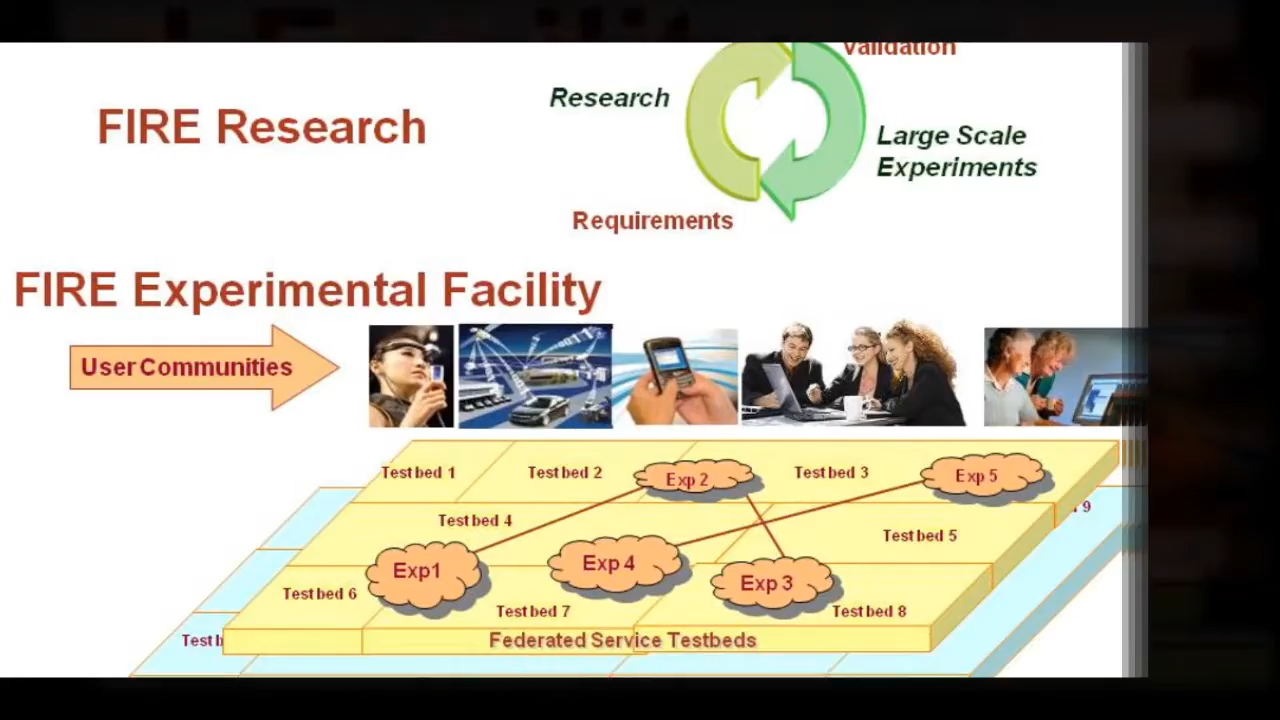 Validation
Research
FIRE Research
Large Scale
Experiments
Requirements
FIRE Experimental Facility
User Communities
Testbed 1
Testbed 2
Exp 2
Testbed 3
Exp 5
Testbed 4
9
Testbed 5
Exp1
Exp 4
Exp 3
Testbed 6
Testbed 7
Testbed 8
Testb
Federated Service Testbeds